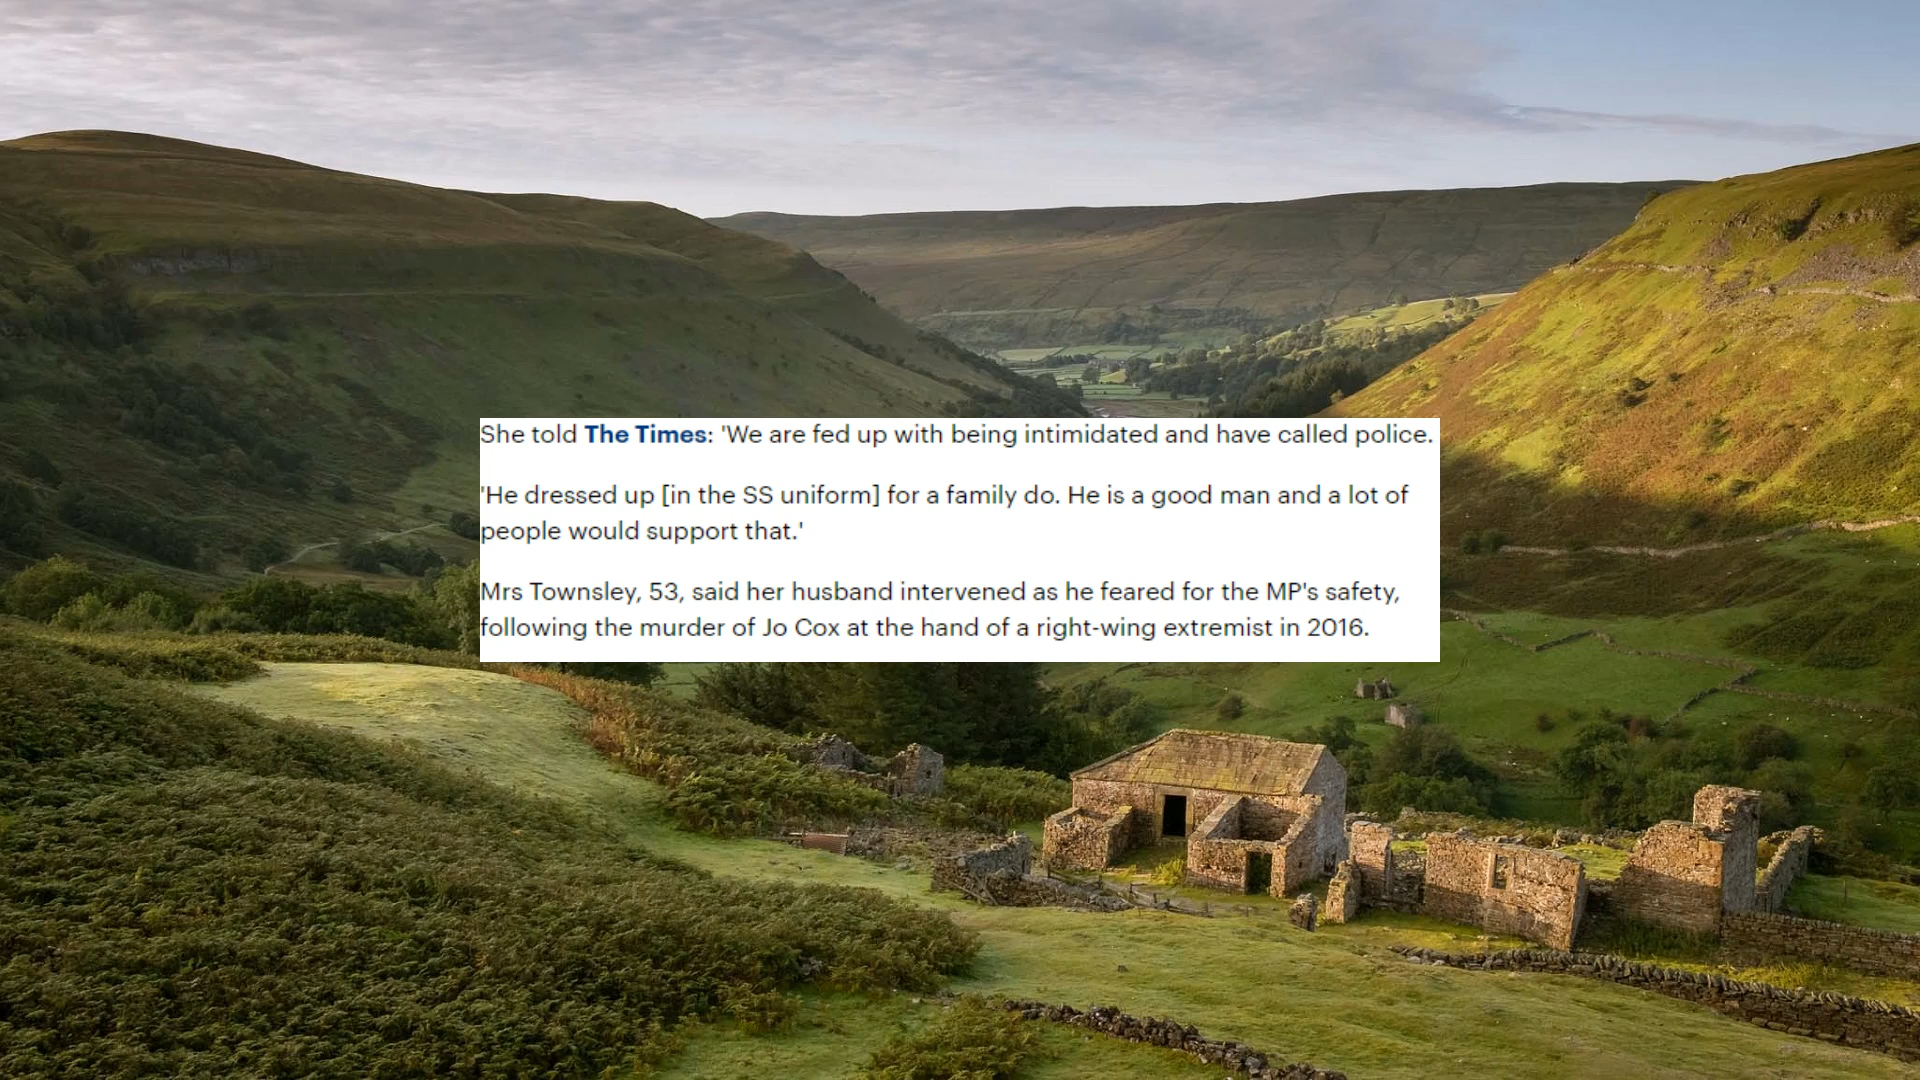 She told The Times: 'We are fed up with being intimidated and have called police.
'He dressed up [in the SS uniform] for a family do. He is a good man and a lot of
people would support that.'
Mrs Townsley, 53, said her husband intervened as he feared for the MP's safety,
following the murder of Jo Cox at the hand of a right-wing extremist in 2016.